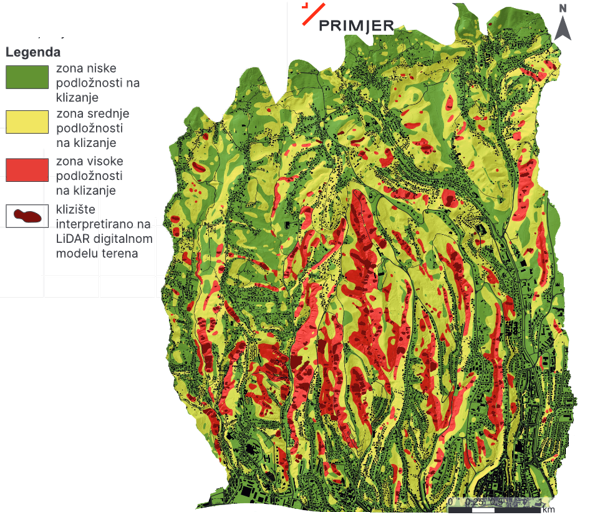 PRIMJER
N
Legenda
zona niske
podložnosti na
klizanje
zona srednje
podložnosti
na klizanje
zona visoke
podložnosti
na klizanje
klizište
interpretirano na
LiDAR digitalnom
modelu terena
0
km